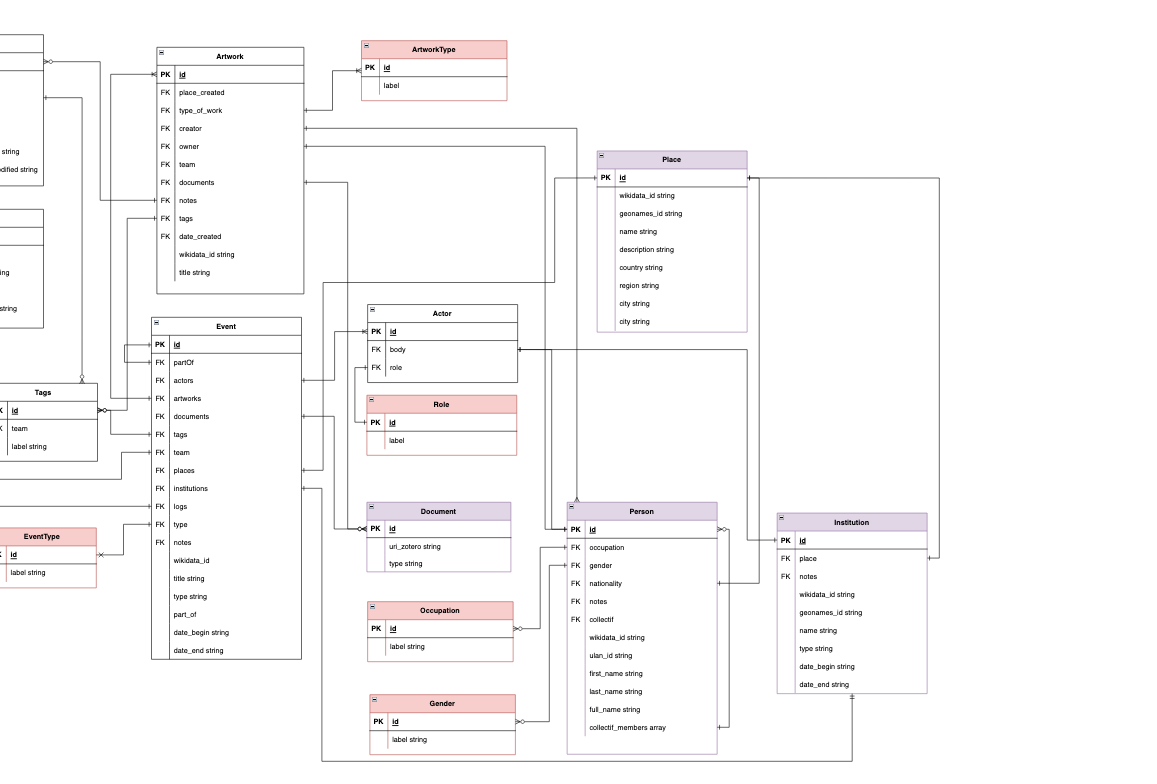 string
string
Tags
id
team
label string
EventType
id
label string
Artwork
PK id
FK place_created
FK type_of_work
FK creator
FK owner
FK team
FK documents
FK notes
FK tags
FK date_created
wikidata_id string
title string
Event
PK id
FK partOf
FK actors
FK artworks
FK documents
FK tags
FK team
FK places
FK institutions
FK logs
FK type
FK notes
wikidata_id
title string
type string
part_of
date_begin string
date_end string
ArtworkType
PK id
label
Actor
PK id
FK body
FK role
Role
PK id
label
Document
PK id
uri_zotero string
type string
Occupation
PK id
label string
Gender
PK id
label string
Place
PK id
wikidata_id string
geonames_id string
name string
description string
country string
region string
city string
city string
Person
PK id
FK occupation
FK gender
FK nationality
FK notes
FK collectif
wikidata_id string
ulan_id string
first_name string
last_name string
full_name string
collectif_members array
Institution
PK id
FK place
FK notes
wikidata_id string
geonames_id string
name string
type string
date_begin string
date_end string